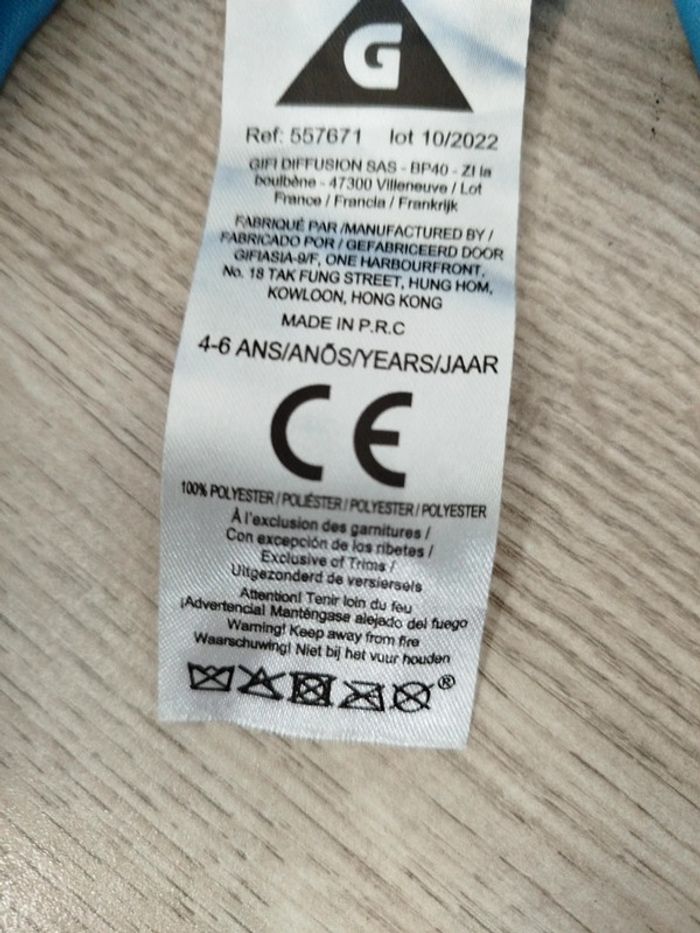 G
Ref: 557671 lot 10/2022
GIFI DIFFUSION SAS - BP40 - ZI la
boulbène - 47300 Villeneuve / Lot
France / Francia / Frankrijk
FABRIQUÉ PAR /MANUFACTURED BY /
FABRICADO POR / GEFABRICEERD DOOR
GIFIASIA-9/F, ONE HARBOURFRONT,
No. 18 TAK FUNG STREET, HUNG HOM,
KOWLOON, HONG KONG
MADE IN P.R.C
4-6 ANS/ANÕS/YEARS/JAAR
CE
100% POLYESTER / POLIÉSTER / POLYESTER / POLYESTER
À l'exclusion des garnitures /
Con excepción de los ribetes /
Exclusive of Trims /
Uitgezonderd de versiersels
Attention! Tenir loin du feu
¡Advertencia! Manténgase alejado del fuego
Warning! Keep away from fire
Waarschuwing! Niet bij het vuur houden
®